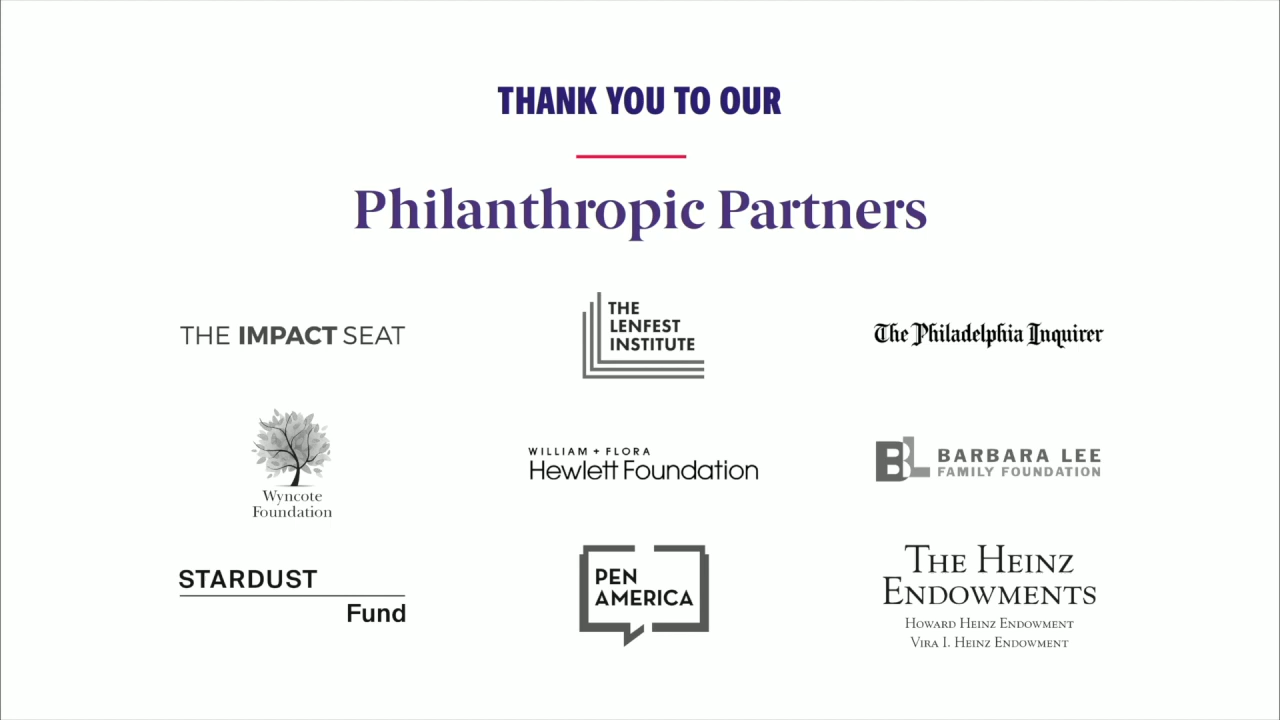 THANK YOU TO OUR
Philanthropic Partners
THE IMPACT SEAT
THE
LENFEST
INSTITUTE
The Philadelphia Inquirer
Wyncote
Foundation
WILLIAM + FLORA
Hewlett Foundation
BL
BARBARA LEE
FAMILY FOUNDATION
STARDUST
Fund
PEN
AMERICA
THE HEINZ
ENDOWMENTS
HOWARD HEINZ ENDOWMENT
VIRA I. HEINZ ENDOWMENT